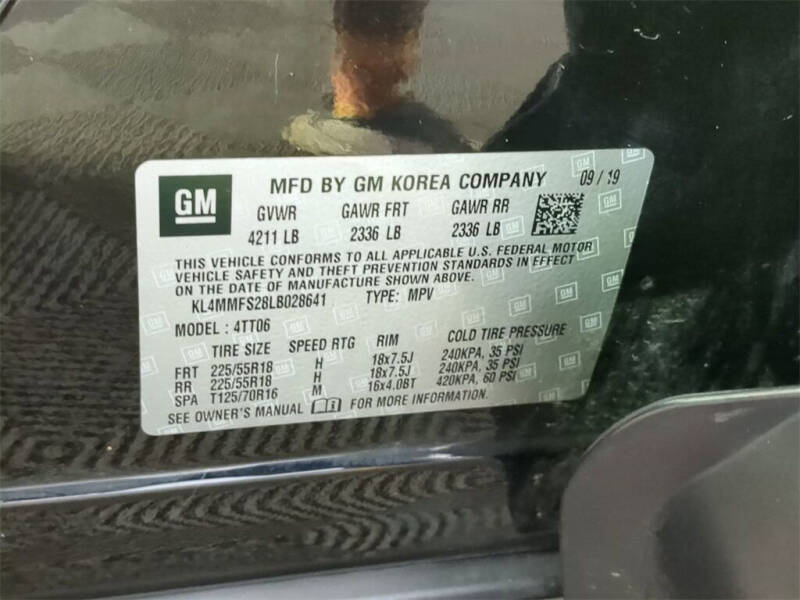 GM MFD BY GM KOREA COMPANY 09/19
GVWR GAWR FRT GAWR RR
4211 LB 2336 LB 2336 LB
THIS VEHICLE CONFORMS TO ALL APPLICABLE U.S. FEDERAL MOTOR
VEHICLE SAFETY AND THEFT PREVENTION STANDARDS IN EFFECT
ON THE DATE OF MANUFACTURE SHOWN ABOVE.
KL4MMFS28LB028641 TYPE: MPV
MODEL : 4TT06
TIRE SIZE SPEED RTG RIM COLD TIRE PRESSURE
FRT 225/55R18 H 18x7.5J 240KPA, 35 PSI
RR 225/55R18 H 18x7.5J 240KPA, 35 PSI
SPA T125/70R16 M 16x4.0BT 420KPA, 60 PSI
SEE OWNER'S MANUAL FOR MORE INFORMATION.